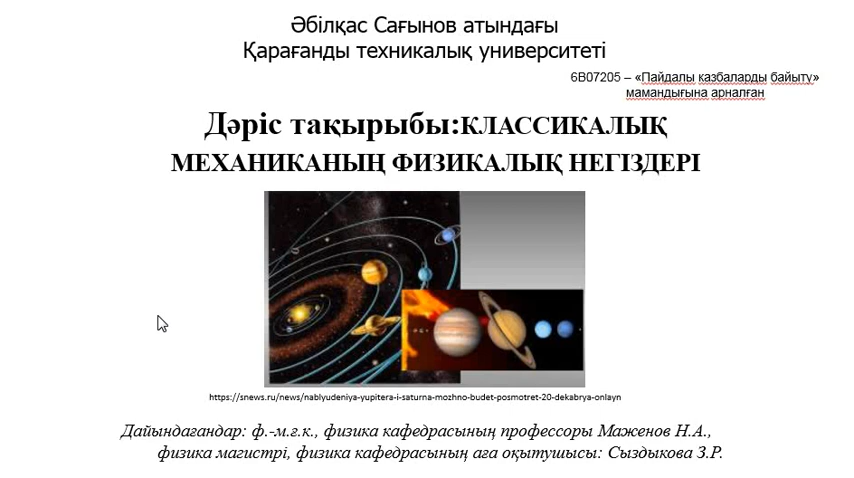 Әбілқас Сағынов атындағы
Қарағанды техникалық университеті
6B07205 – «Пайдалы казбаларды байыту»
мамандығына арналған
Дәріс тақырыбы:КЛАССИКАЛЫҚ
МЕХАНИКАНЫҢ ФИЗИКАЛЫҚ НЕГІЗДЕРІ
https://snews.ru/news/nablyudeniya-yupitera-i-saturna-mozhno-budet-posmotret-20-dekabrya-onlayn
Дайындағандар: ф.-м.ғ.к., физика кафедрасының профессоры Маженов Н.А.,
физика магистрі, физика кафедрасының аға оқытушысы: Сыздыкова З.Р.